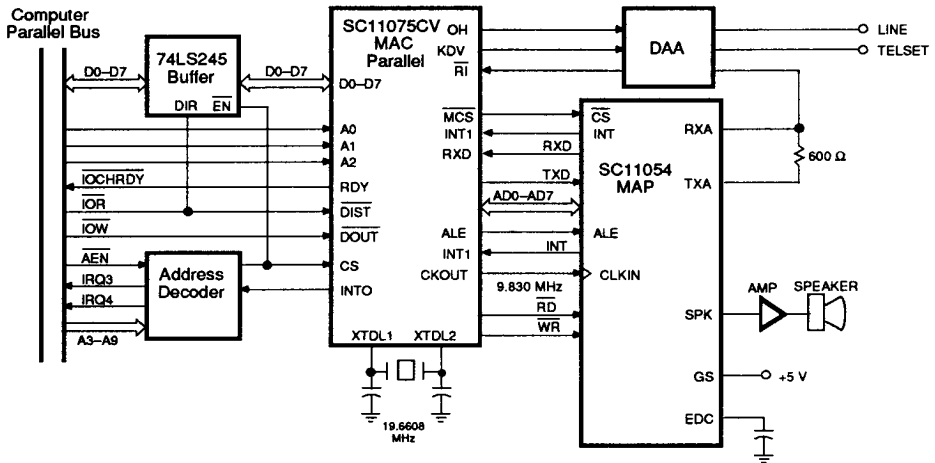 Computer
Parallel Bus
D0–D7
74LS245
Buffer
DIR
EN
D0–D7
SC11075CV
MAC
Parallel
D0–D7
A0
A1
A2
RDY
DIST
DOUT
CS
INTO
XTDL1
XTDL2
OH
KDV
RI
MCS
INT1
RXD
TXD
AD0–AD7
ALE
INT1
CKOUT
RD
WR
IOCHRDY
IOR
IOW
AEN
IRQ3
IRQ4
A3–A9
Address
Decoder
19.6608
MHz
DAA
LINE
TELSET
CS
INT
RXD
SC11054
MAP
RXA
TXA
600 Ω
ALE
INT
CLKIN
9.830 MHz
SPK
AMP
SPEAKER
GS
+5 V
EDC